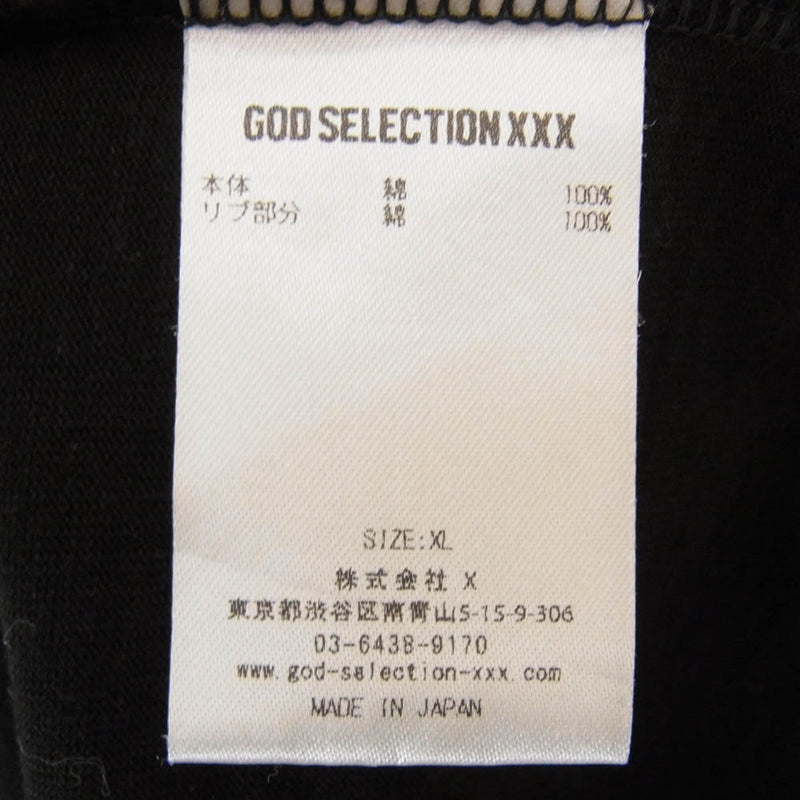 GOD SELECTION XXX
本体 綿 100%
リブ部分 綿 100%
SIZE:XL
株式会社 X
東京都渋谷区南青山5-15-9-306
03-6438-9170
www.god-selection-xxx.com
MADE IN JAPAN